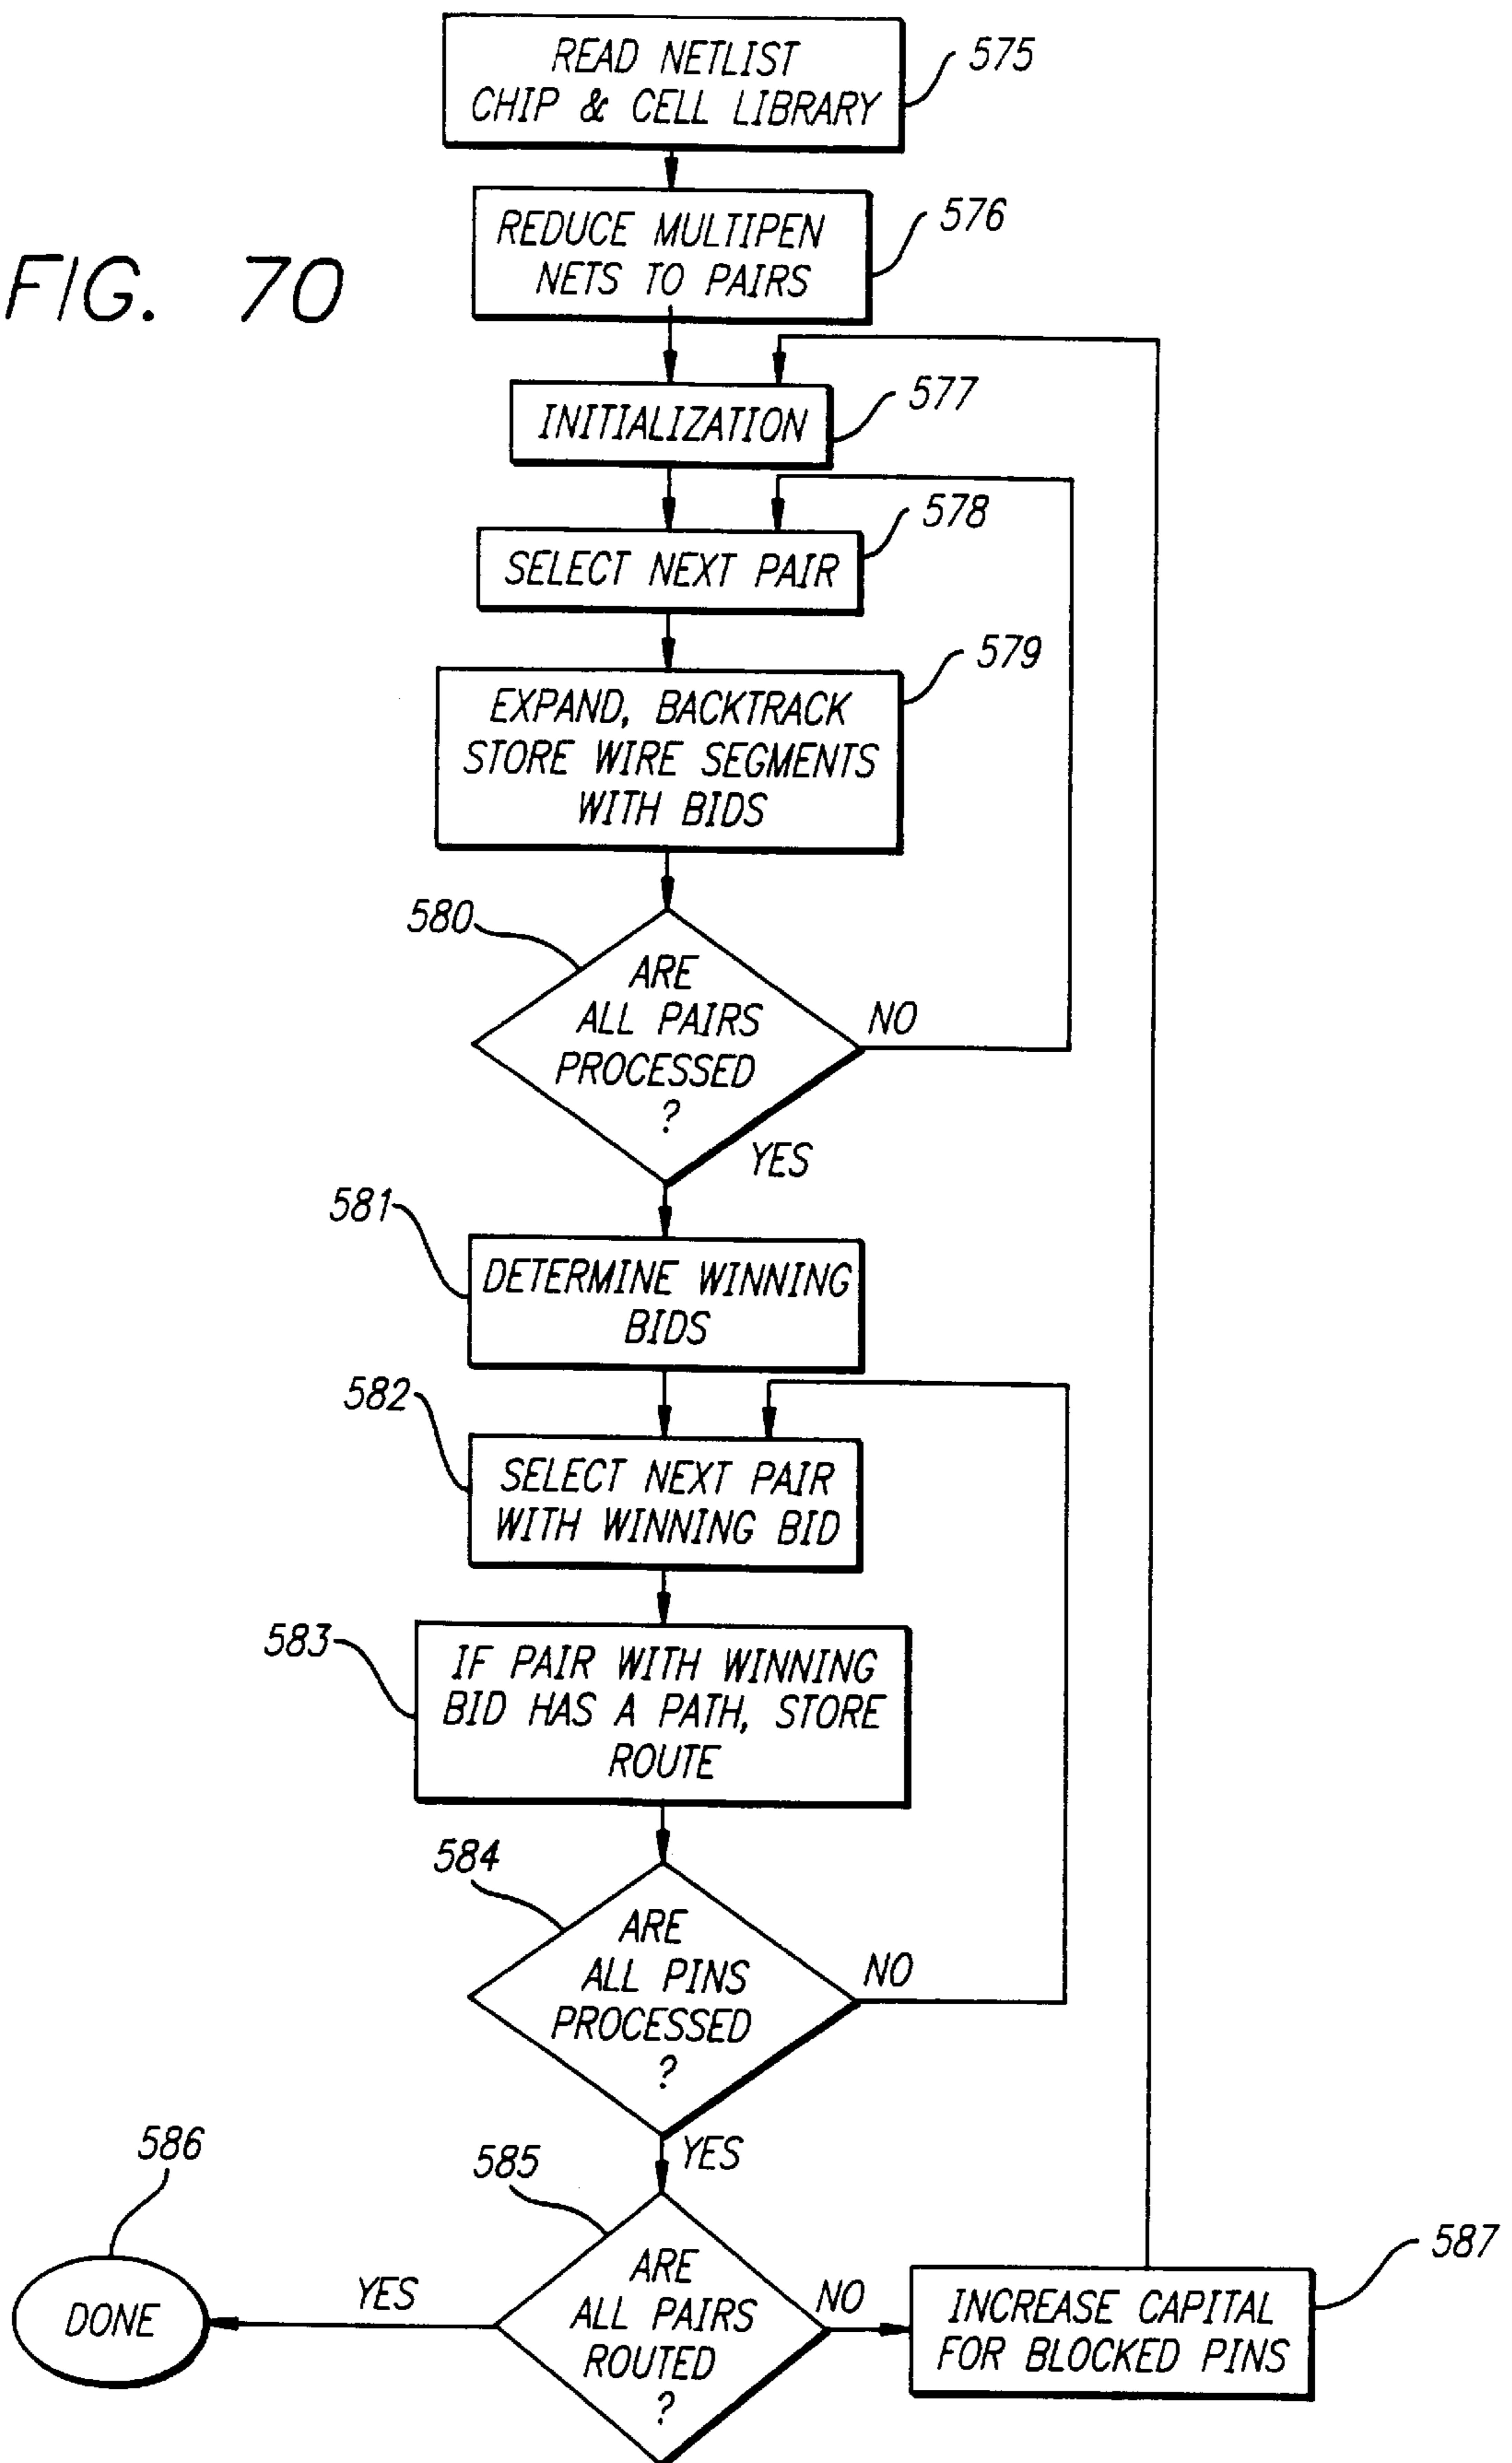 FIG. 70
READ NETLIST
CHIP & CELL LIBRARY
575
REDUCE MULTIPEN
NETS TO PAIRS
576
INITIALIZATION
577
SELECT NEXT PAIR
578
EXPAND, BACKTRACK
STORE WIRE SEGMENTS
WITH BIDS
579
580
ARE
ALL PAIRS
PROCESSED
?
NO
YES
581
DETERMINE WINNING
BIDS
582
SELECT NEXT PAIR
WITH WINNING BID
583
IF PAIR WITH WINNING
BID HAS A PATH, STORE
ROUTE
584
ARE
ALL PINS
PROCESSED
?
NO
YES
585
ARE
ALL PAIRS
ROUTED
?
YES
NO
586
DONE
587
INCREASE CAPITAL
FOR BLOCKED PINS